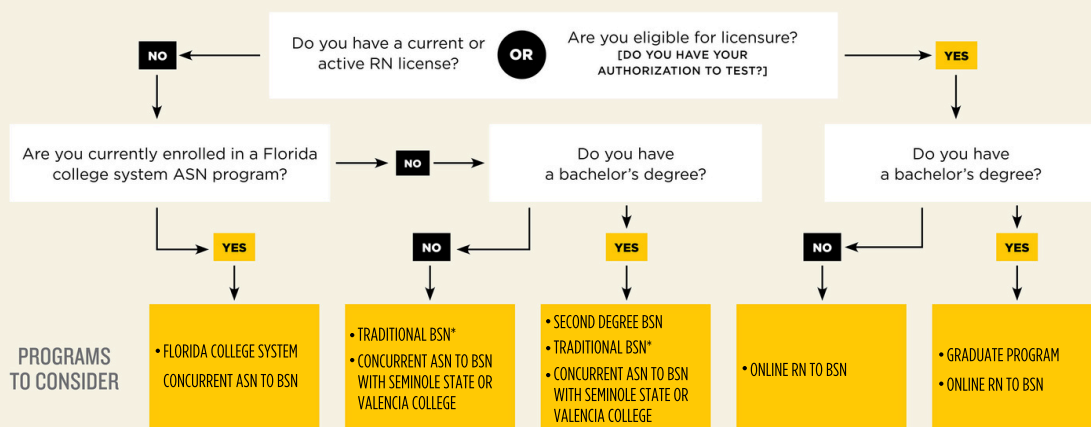 Do you have a current or
active RN license?
OR
Are you eligible for licensure?
[DO YOU HAVE YOUR
AUTHORIZATION TO TEST?]
NO
YES
Are you currently enrolled in a Florida
college system ASN program?
NO
Do you have
a bachelor's degree?
Do you have
a bachelor's degree?
YES
NO
YES
NO
YES
PROGRAMS
TO CONSIDER
• FLORIDA COLLEGE SYSTEM
CONCURRENT ASN TO BSN
• TRADITIONAL BSN*
• CONCURRENT ASN TO BSN
WITH SEMINOLE STATE OR
VALENCIA COLLEGE
• SECOND DEGREE BSN
• TRADITIONAL BSN*
• CONCURRENT ASN TO BSN
WITH SEMINOLE STATE OR
VALENCIA COLLEGE
• ONLINE RN TO BSN
• GRADUATE PROGRAM
• ONLINE RN TO BSN